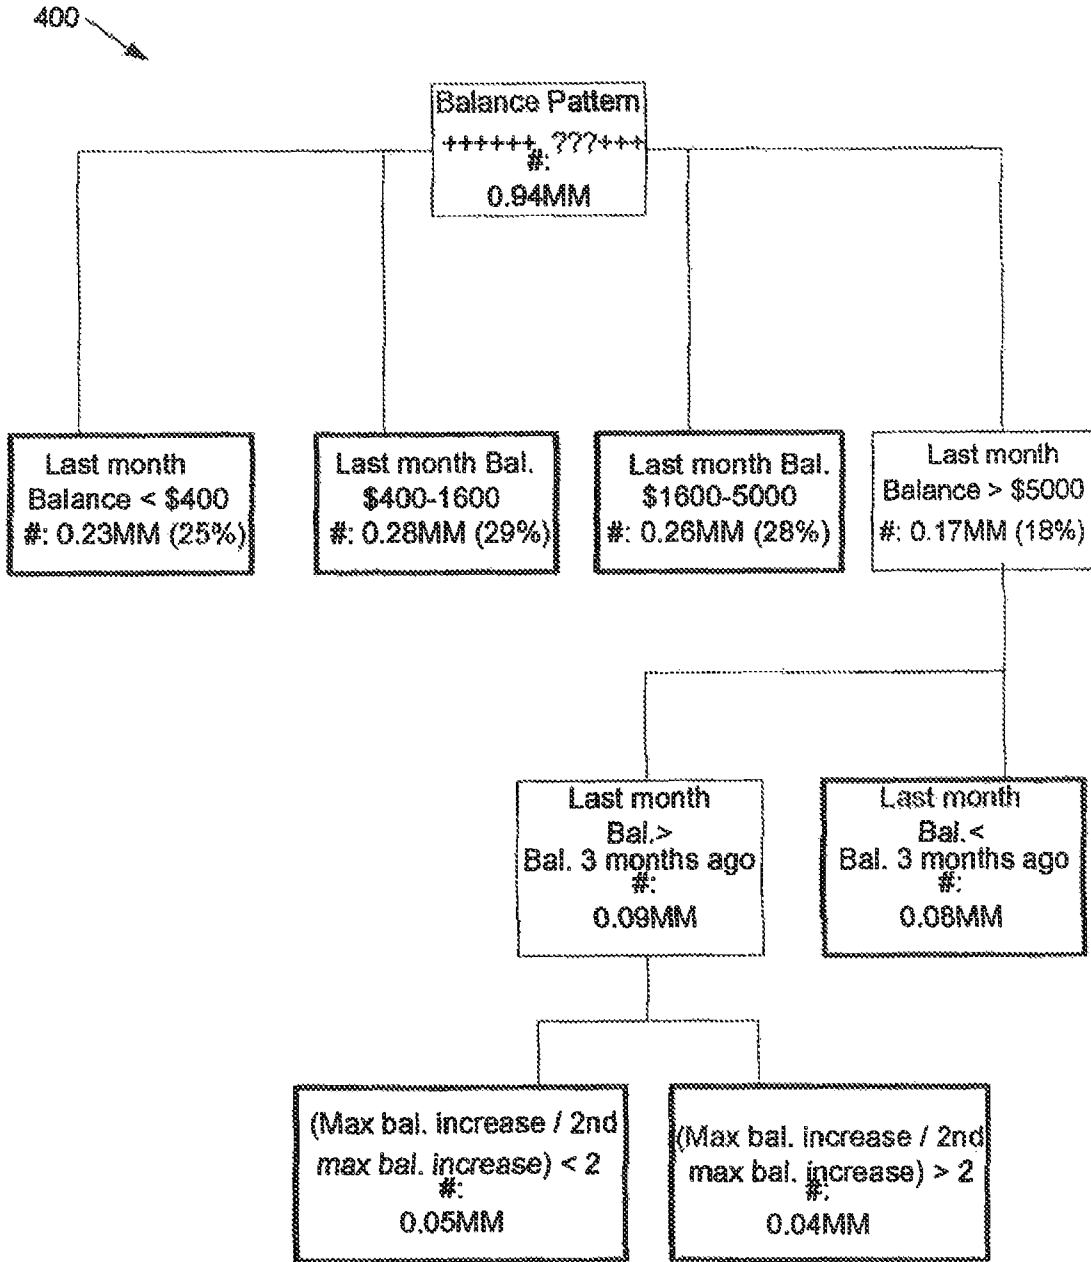 400
Balance Pattern
++++++ ???+++
#:
0.94MM
Last month
Balance < $400
#: 0.23MM (25%)
Last month Bal.
$400-1600
#: 0.28MM (29%)
Last month Bal.
$1600-5000
#: 0.26MM (28%)
Last month
Balance > $5000
#: 0.17MM (18%)
Last month
Bal.>
Bal. 3 months ago
#:
0.09MM
Last month
Bal.<
Bal. 3 months ago
#:
0.08MM
(Max bal. increase / 2nd
max bal. increase) < 2
#:
0.05MM
(Max bal. increase / 2nd
max bal. increase) > 2
#:
0.04MM